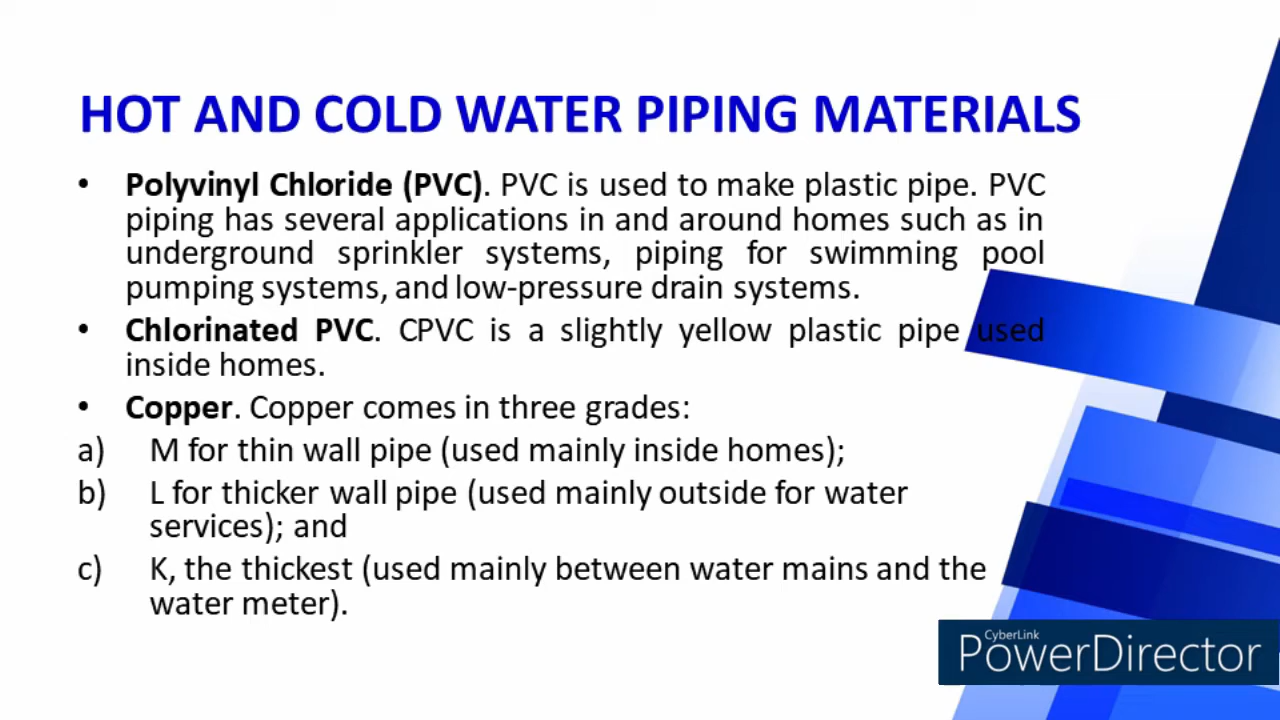 HOT AND COLD WATER PIPING MATERIALS
• Polyvinyl Chloride (PVC). PVC is used to make plastic pipe. PVC
piping has several applications in and around homes such as in
underground sprinkler systems, piping for swimming pool
pumping systems, and low-pressure drain systems.
• Chlorinated PVC. CPVC is a slightly yellow plastic pipe used
inside homes.
• Copper. Copper comes in three grades:
a) M for thin wall pipe (used mainly inside homes);
b) L for thicker wall pipe (used mainly outside for water
services); and
c) K, the thickest (used mainly between water mains and the
water meter).
CyberLink
PowerDirector